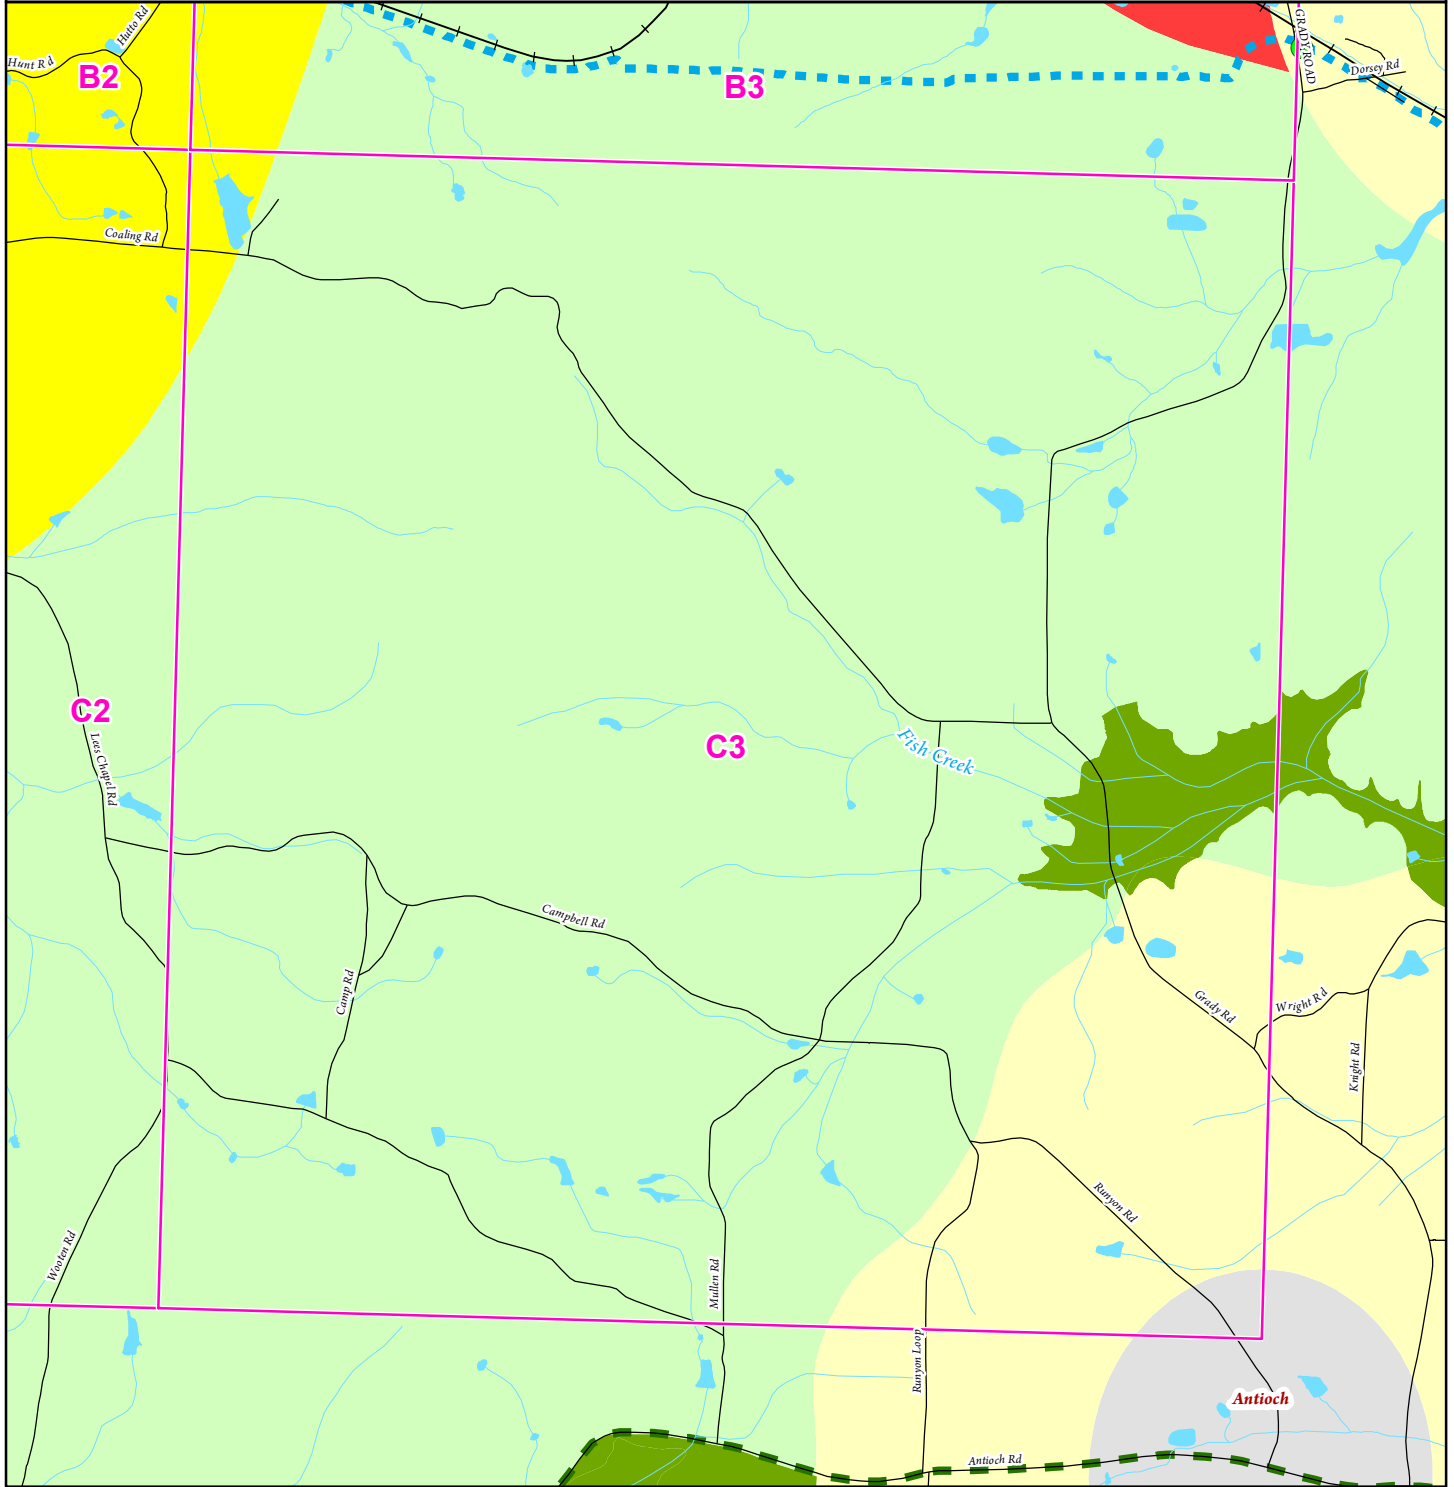 Hutto Rd
GRADY ROAD
Hunt Rd
Dorsey Rd
B2
B3
Coaling Rd
C2
C3
Fish Creek
Lees Chapel Rd
Campbell Rd
Camp Rd
Grady Rd
Wright Rd
Knight Rd
Runyon Rd
Wooten Rd
Mullen Rd
Runyon Loop
Antioch
Antioch Rd